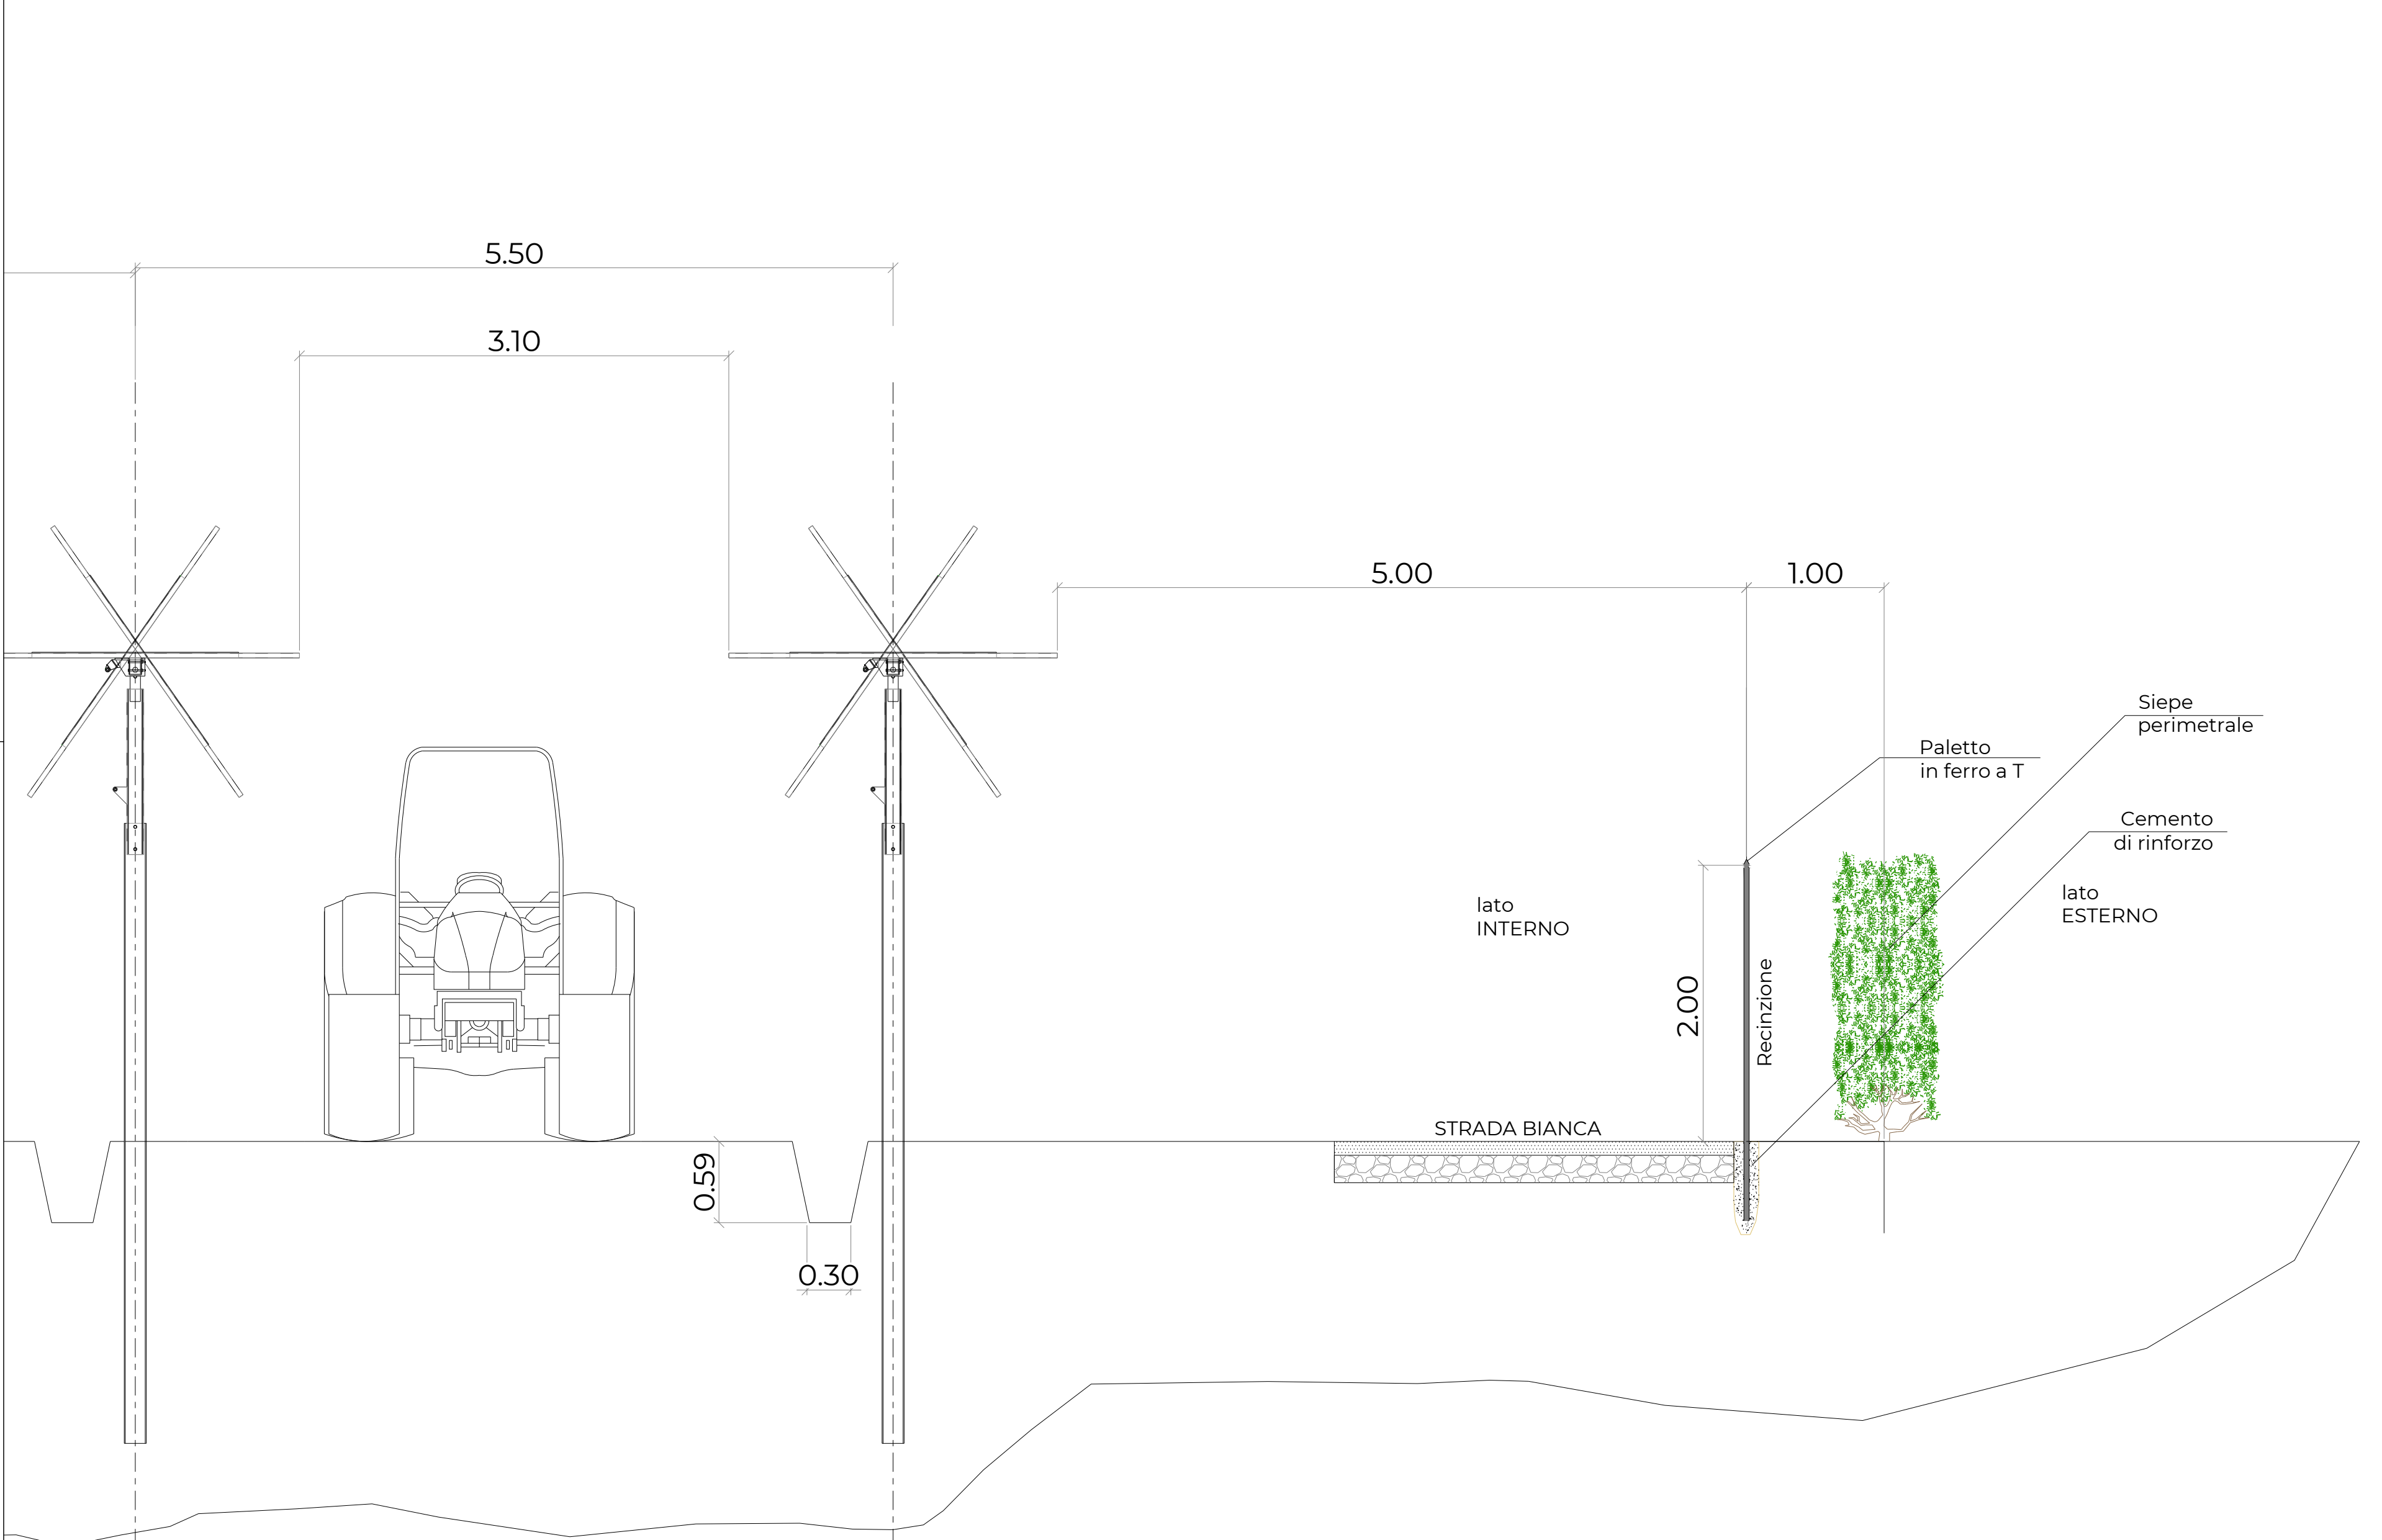 5.50
3.10
5.00
1.00
Siepe
perimetrale
Paletto
in ferro a T
Cemento
di rinforzo
lato
INTERNO
lato
ESTERNO
2.00
Recinzione
STRADA BIANCA
0.59
0.30